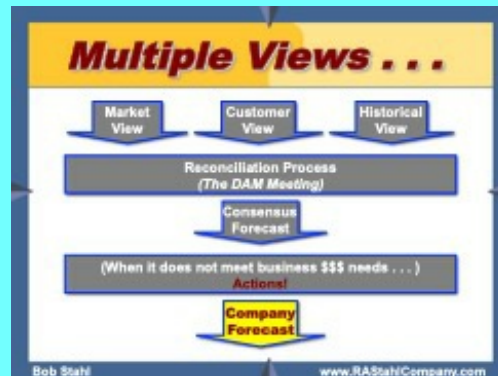 Multiple Views . . .
Market
View
Customer
View
Historical
View
Reconciliation Process
(The DAM Meeting)
Consensus
Forecast
(When it does not meet business $$$ needs . . . )
Actions!
Company
Forecast
Bob Stahl
www.RAStahlCompany.com